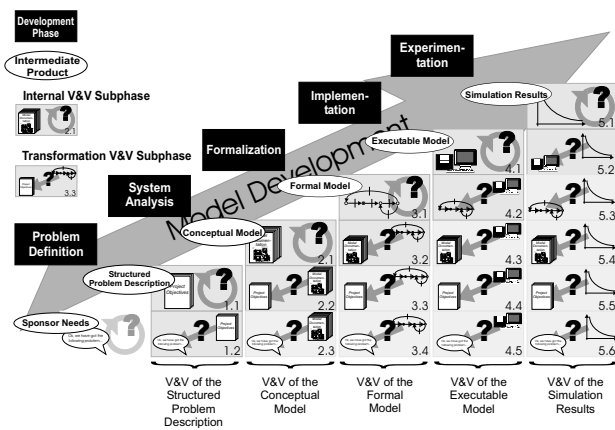 Development
Phase
Intermediate
Product
Internal V&V Subphase
2.1
Transformation V&V Subphase
3.3
Model Development
Experimen-
tation
Implemen-
tation
Formalization
System
Analysis
Problem
Definition
Simulation Results
Executable Model
Formal Model
Conceptual Model
Structured
Problem Description
Sponsor Needs
5.1
4.1
5.2
3.1
4.2
5.3
2.1
3.2
4.3
5.4
Project
Objectives
1.1
2.2
3.3
4.4
5.5
1.2
2.3
3.4
4.5
5.6
V&V of the
Structured
Problem
Description
V&V of the
Conceptual
Model
V&V of the
Formal
Model
V&V of the
Executable
Model
V&V of the
Simulation
Results